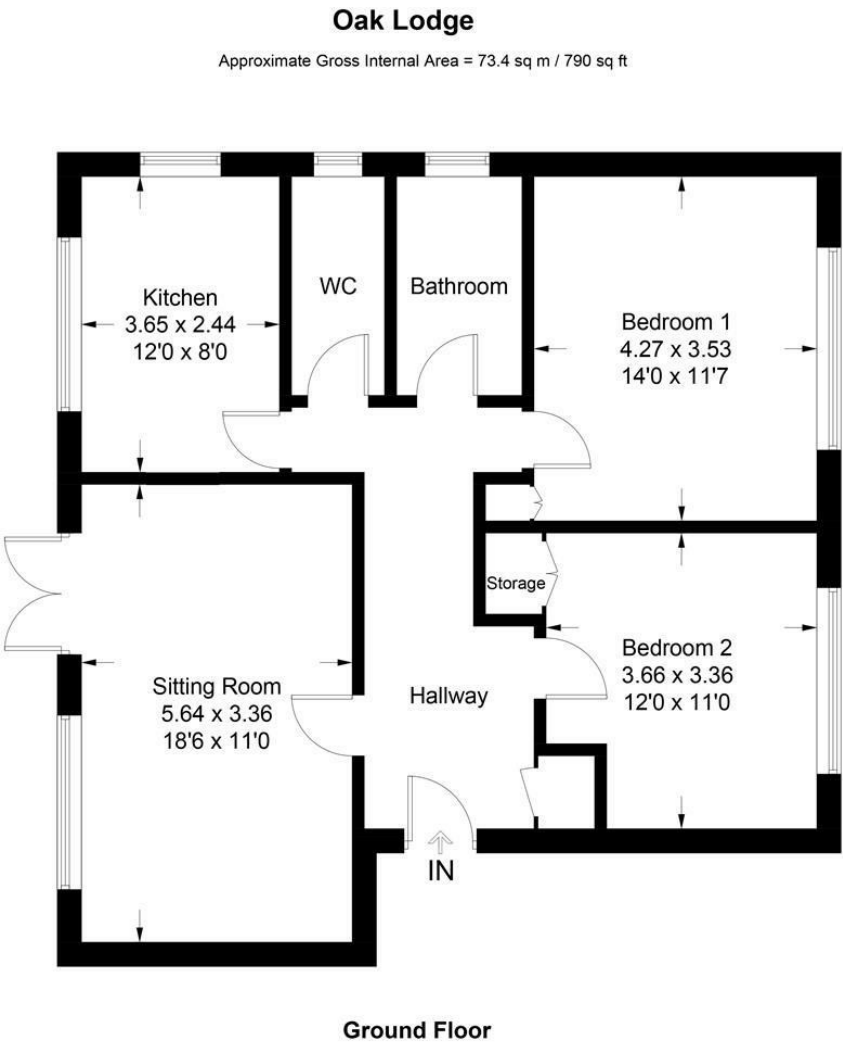 Oak Lodge
Approximate Gross Internal Area = 73.4 sq m / 790 sq ft
Kitchen
3.65 x 2.44
12'0 x 8'0
WC
Bathroom
Bedroom 1
4.27 x 3.53
14'0 x 11'7
Storage
Sitting Room
5.64 x 3.36
18'6 x 11'0
Hallway
Bedroom 2
3.66 x 3.36
12'0 x 11'0
IN
Ground Floor